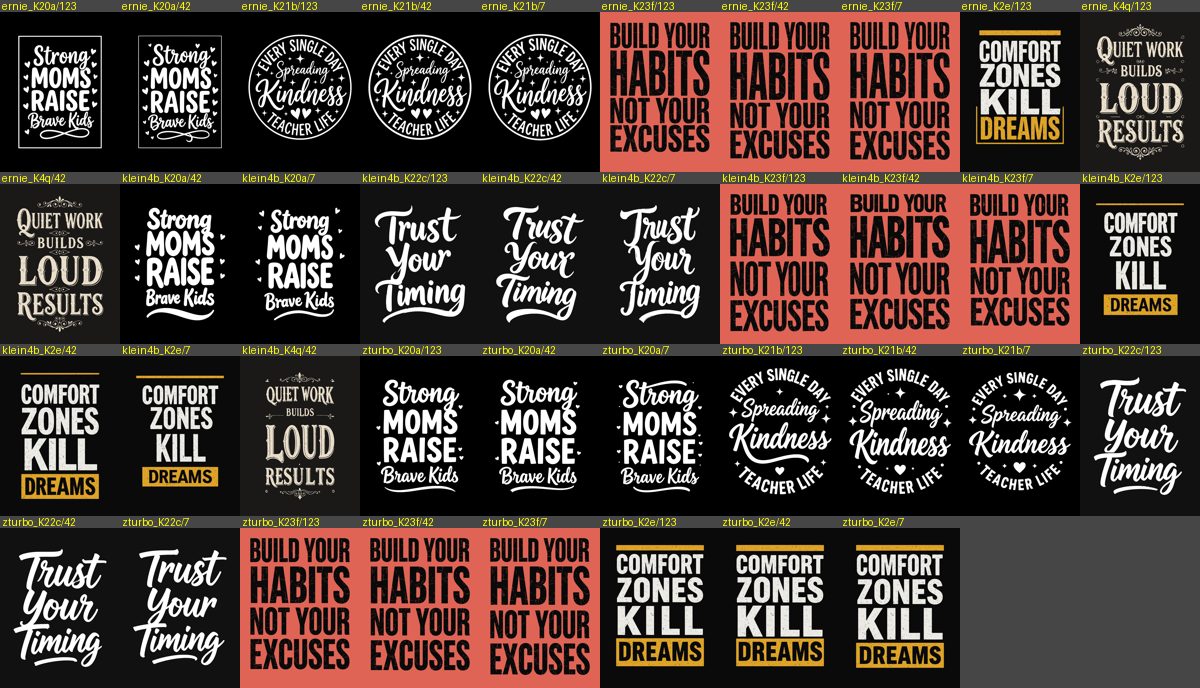 ernie_K20a/123
Strong
MOMS
RAISE
Brave Kids
ernie_K20a/42
Strong
MOMS
RAISE
Brave Kids
ernie_K21b/123
EVERY SINGLE DAY
Spreading
Kindness
TEACHER LIFE
ernie_K21b/42
EVERY SINGLE DAY
Spreading
Kindness
TEACHER LIFE
ernie_K21b/7
EVERY SINGLE DAY
Spreading
Kindness
TEACHER LIFE
ernie_K23f/123
BUILD YOUR
HABITS
NOT YOUR
EXCUSES
ernie_K23f/42
BUILD YOUR
HABITS
NOT YOUR
EXCUSES
ernie_K23f/7
BUILD YOUR
HABITS
NOT YOUR
EXCUSES
ernie_K2e/123
COMFORT
ZONES
KILL
DREAMS
ernie_K4q/123
QUIET WORK
BUILDS
LOUD
RESULTS
ernie_K4q/42
QUIET WORK
BUILDS
LOUD
RESULTS
klein4b_K20a/42
Strong
MOMS
RAISE
Brave Kids
klein4b_K20a/7
Strong
MOMS
RAISE
Brave Kids
klein4b_K22c/123
Trust
Your
Timing
klein4b_K22c/42
Trust
Youx
Timing
klein4b_K22c/7
Trust
Your
Timing
klein4b_K23f/123
BUILD YOUR
HABITS
NOT YOUR
EXCUSES
klein4b_K23f/42
BUILD YOUR
HABITS
NOT YOUR
EXCUSES
klein4b_K23f/7
BUILD YOUR
HABITS
NOT YOUR
EXCUSES
klein4b_K2e/123
COMFORT
ZONES
KILL
DREAMS
klein4b_K2e/42
COMFORT
ZONES
KILL
DREAMS
klein4b_K2e/7
COMFORT
ZONES
KILL
DREAMS
klein4b_K4q/42
QUIET WORK
BUILDS
LOUD
RESULTS
zturbo_K20a/123
Strong
MOMS
RAISE
Brave Kids
zturbo_K20a/42
Strong
MOMS
RAISE
Brave Kids
zturbo_K20a/7
Strong
MOMS
RAISE
Brave Kids
zturbo_K21b/123
EVERY SINGLE DAY
Spreading
Kindness
TEACHER LIFE
zturbo_K21b/42
EVERY SINGLE DAY
Spreading
Kindness
TEACHER LIFE
zturbo_K21b/7
EVERY SINGLE DAY
Spreading
Kindness
TEACHER LIFE
zturbo_K22c/123
Trust
Your
Timing
zturbo_K22c/42
Trust
Your
Timing
zturbo_K22c/7
Trust
Your
Timing
zturbo_K23f/123
BUILD YOUR
HABITS
NOT YOUR
EXCUSES
zturbo_K23f/42
BUILD YOUR
HABITS
NOT YOUR
EXCUSES
zturbo_K23f/7
BUILD YOUR
HABITS
NOT YOUR
EXCUSES
zturbo_K2e/123
COMFORT
ZONES
KILL
DREAMS
zturbo_K2e/42
COMFORT
ZONES
KILL
DREAMS
zturbo_K2e/7
COMFORT
ZONES
KILL
DREAMS